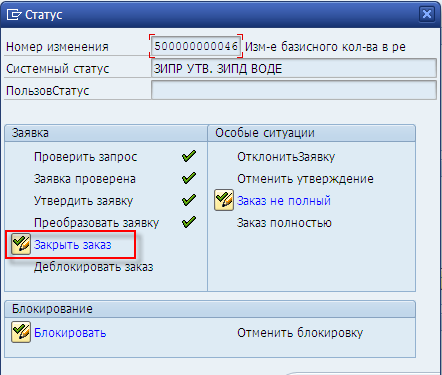 Статус
Номер изменения 500000000046 Изм-е базисного кол-ва в ре
Системный статус ЗИПР УТВ. ЗИПД ВОДЕ
ПользовСтатус
Заявка
Проверить запрос
Заявка проверена
Утвердить заявку
Преобразовать заявку
Закрыть заказ
Деблокировать заказ
Особые ситуации
ОтклонитьЗаявку
Отменить утверждение
Заказ не полный
Заказ полностью
Блокирование
Блокировать
Отменить блокировку